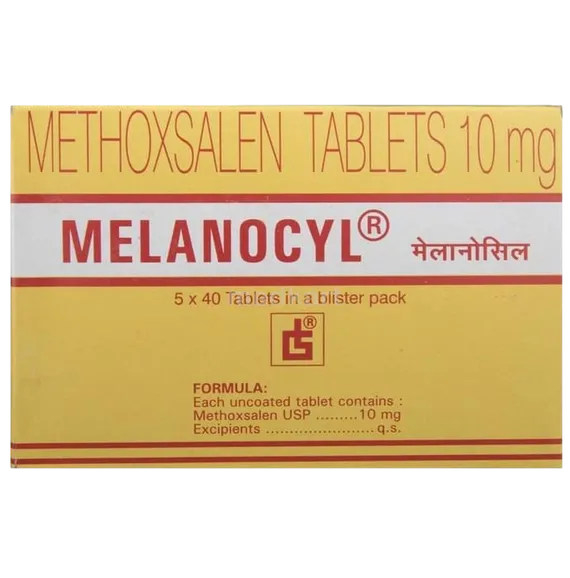 METHOXSALEN TABLETS 10 mg
MELANOCYL® मेलानोसिल
5 x 40 Tablets in a blister pack
®
FORMULA:
Each uncoated tablet contains :
Methoxsalen USP .........10 mg
Excipients ........................q.s.